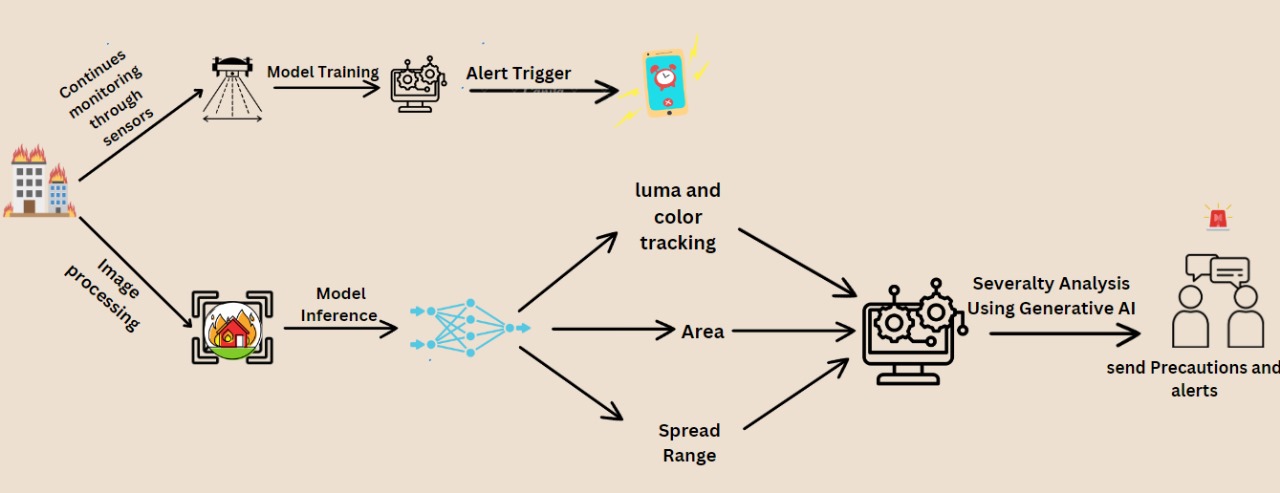 Continues
monitoring
through
sensors
Model Training
Alert Trigger
luma and
color
tracking
Image
processing
Model
Inference
Area
Spread
Range
Severalty Analysis
Using Generative AI
send Precautions and
alerts